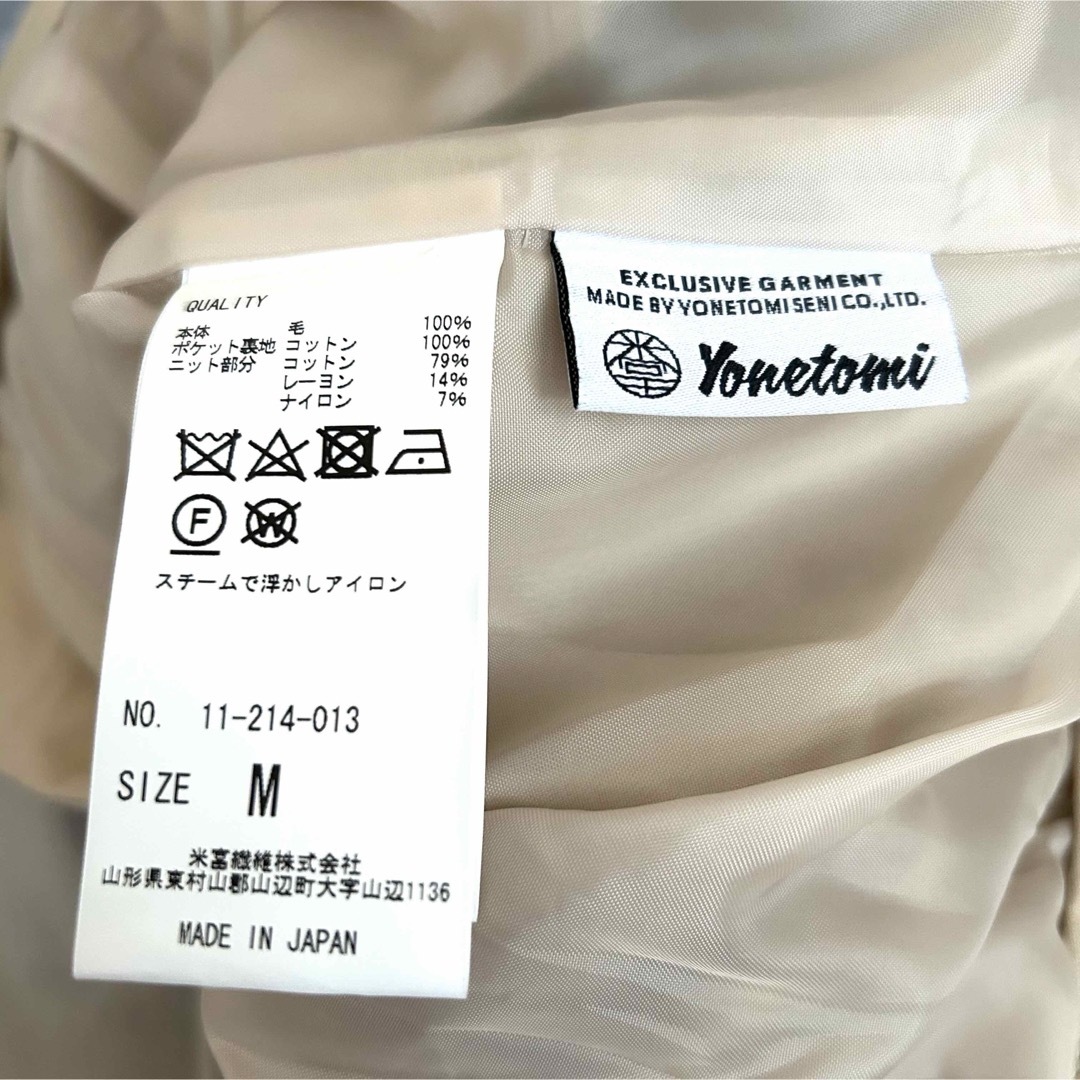 QUALITY
本体 毛 100%
ポケット裏地 コットン 100%
ニット部分 コットン 79%
レーヨン 14%
ナイロン 7%
F W
スチームで浮かしアイロン
NO. 11-214-013
SIZE M
米富繊維株式会社
山形県東村山郡山辺町大字山辺1136
MADE IN JAPAN
EXCLUSIVE GARMENT
MADE BY YONETOMI SENI CO.,LTD.
Yonetomi